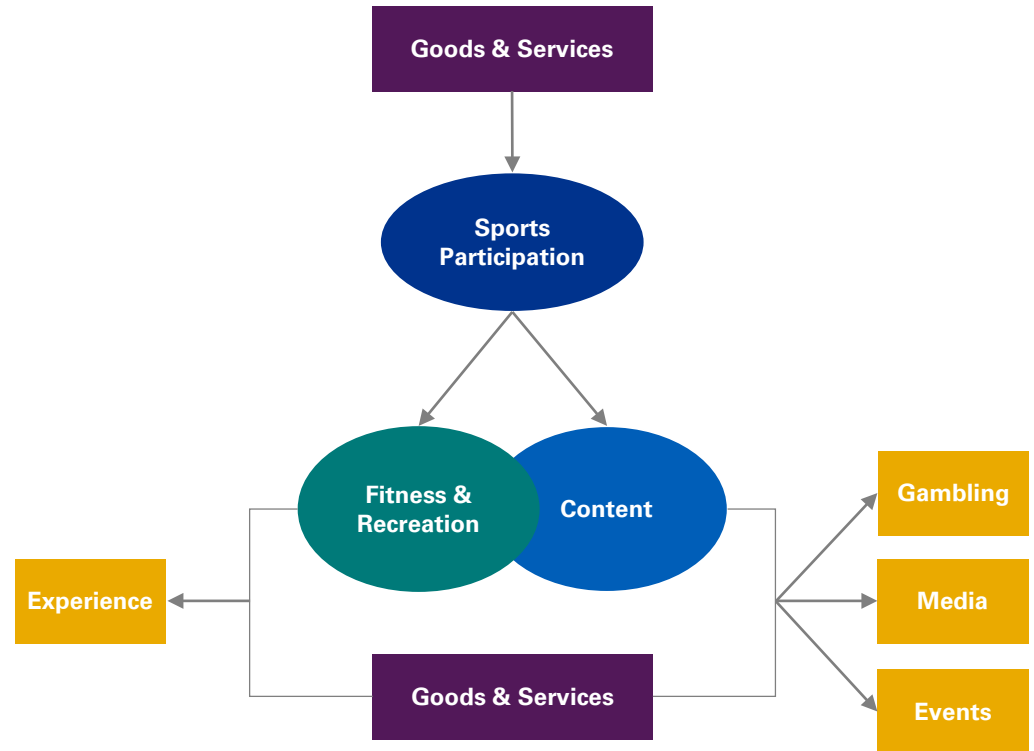 Goods & Services
Sports
Participation
Fitness &
Recreation
Content
Gambling
Experience
Media
Goods & Services
Events